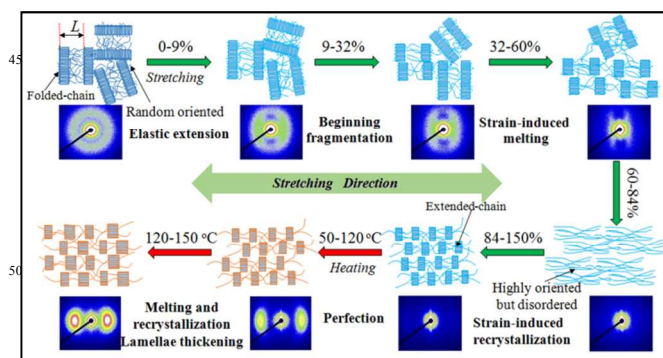 45
L
0-9%
9-32%
32-60%
Stretching
Folded-chain
Random oriented
Elastic extension
Beginning
fragmentation
Strain-induced
melting
Stretching Direction
60-84%
Extended-chain
120-150 °C
50-120 °C
84-150%
Heating
50
Highly oriented
but disordered
Melting and
recrystallization
Lamellae thickening
Perfection
Strain-induced
recrystallization